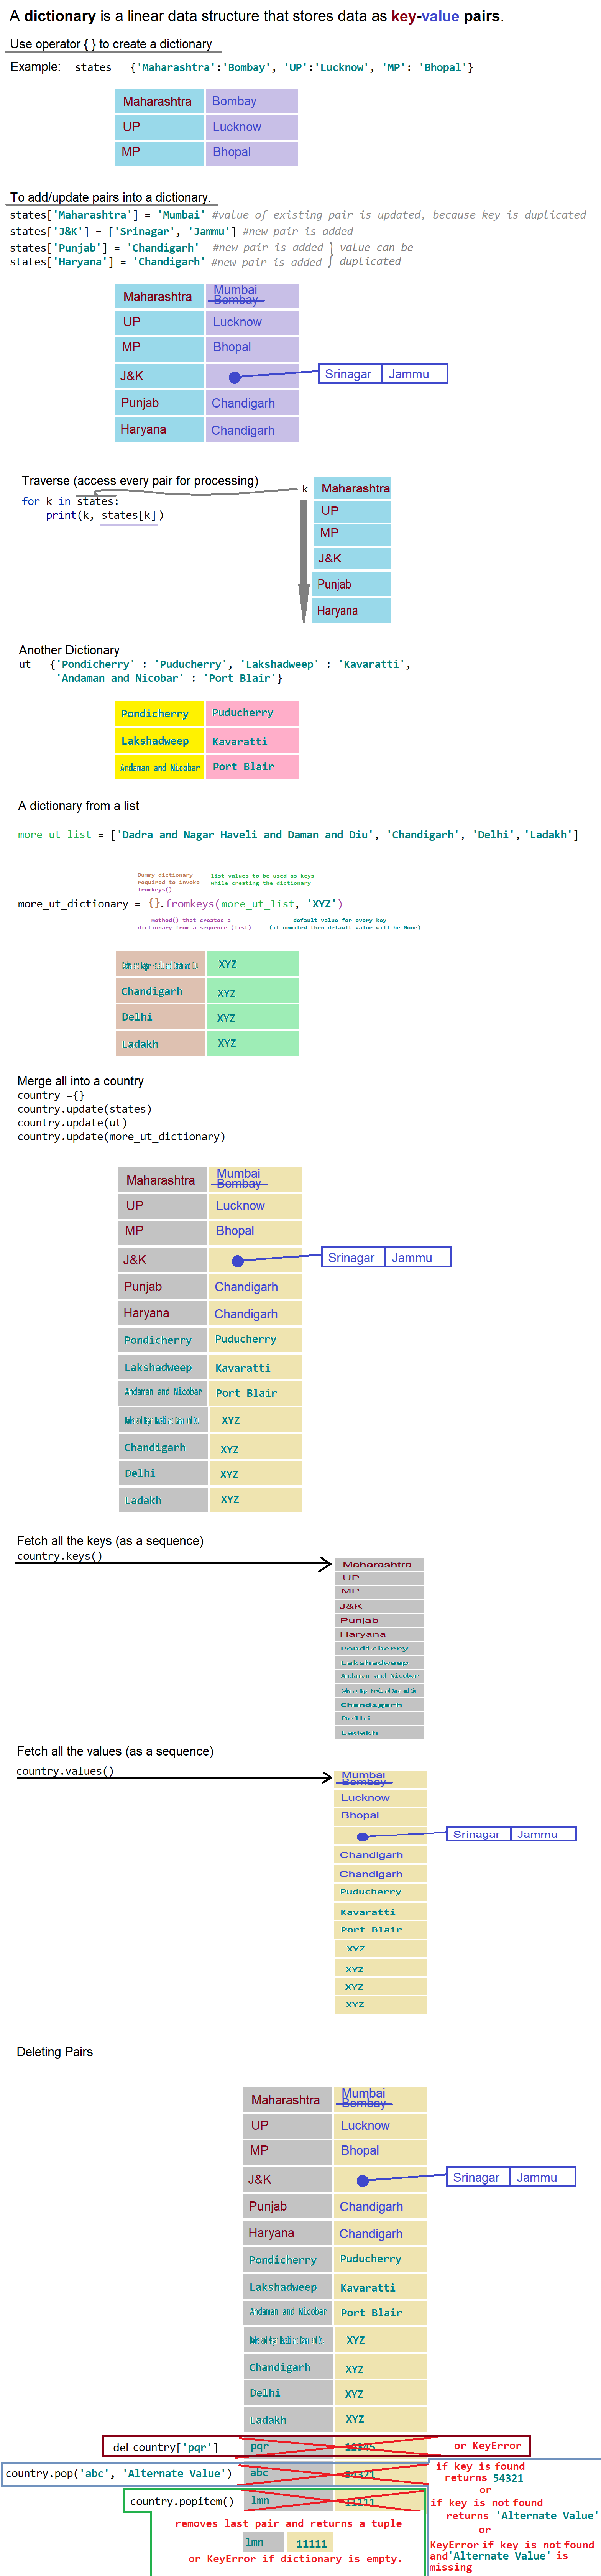 A dictionary is a linear data structure that stores data as key-value pairs.
Use operator { } to create a dictionary
Example: states = {'Maharashtra':'Bombay', 'UP':'Lucknow', 'MP': 'Bhopal'}
Maharashtra Bombay
UP Lucknow
MP Bhopal
To add/update pairs into a dictionary.
states['Maharashtra'] = 'Mumbai' #value of existing pair is updated, because key is duplicated
states['J&K'] = ['Srinagar', 'Jammu'] #new pair is added
states['Punjab'] = 'Chandigarh' #new pair is added } value can be
states['Haryana'] = 'Chandigarh' #new pair is added duplicated
Mumbai
Maharashtra Bombay
UP Lucknow
MP Bhopal
J&K Srinagar Jammu
Punjab Chandigarh
Haryana Chandigarh
Traverse (access every pair for processing)
for k in states:
print(k, states[k])
k Maharashtra
UP
MP
J&K
Punjab
Haryana
Another Dictionary
ut = {'Pondicherry' : 'Puducherry', 'Lakshadweep' : 'Kavaratti',
'Andaman and Nicobar' : 'Port Blair'}
Pondicherry Puducherry
Lakshadweep Kavaratti
Andaman and Nicobar Port Blair
A dictionary from a list
more_ut_list = ['Dadra and Nagar Haveli and Daman and Diu', 'Chandigarh', 'Delhi', 'Ladakh']
Dummy dictionary
required to invoke
fromkeys()
list values to be used as keys
while creating the dictionary
more_ut_dictionary = {}.fromkeys(more_ut_list, 'XYZ')
method() that creates a
dictionary from a sequence (list)
default value for every key
(if ommited then default value will be None)
Dadra and Nagar Haveli and Daman and Diu XYZ
Chandigarh XYZ
Delhi XYZ
Ladakh XYZ
Merge all into a country
country ={}
country.update(states)
country.update(ut)
country.update(more_ut_dictionary)
Mumbai
Maharashtra Bombay
UP Lucknow
MP Bhopal
J&K Srinagar Jammu
Punjab Chandigarh
Haryana Chandigarh
Pondicherry Puducherry
Lakshadweep Kavaratti
Andaman and Nicobar Port Blair
Dadra and Nagar Haveli and Daman and Diu XYZ
Chandigarh XYZ
Delhi XYZ
Ladakh XYZ
Fetch all the keys (as a sequence)
country.keys()
Maharashtra
UP
MP
J&K
Punjab
Haryana
Pondicherry
Lakshadweep
Andaman and Nicobar
Dadra and Nagar Haveli and Daman and Diu
Chandigarh
Delhi
Ladakh
Fetch all the values (as a sequence)
country.values()
Mumbai
Bombay
Lucknow
Bhopal
Srinagar Jammu
Chandigarh
Chandigarh
Puducherry
Kavaratti
Port Blair
XYZ
XYZ
XYZ
XYZ
Deleting Pairs
Mumbai
Maharashtra Bombay
UP Lucknow
MP Bhopal
J&K Srinagar Jammu
Punjab Chandigarh
Haryana Chandigarh
Pondicherry Puducherry
Lakshadweep Kavaratti
Andaman and Nicobar Port Blair
Dadra and Nagar Haveli and Daman and Diu XYZ
Chandigarh XYZ
Delhi XYZ
Ladakh XYZ
del country['pqr'] pqr 12345 or KeyError
country.pop('abc', 'Alternate Value') abc 54321
if key is found
returns 54321
or
if key is not found
returns 'Alternate Value'
or
KeyError if key is not found
and 'Alternate Value' is
missing
country.popitem() lmn 11111
removes last pair and returns a tuple
lmn 11111
or KeyError if dictionary is empty.